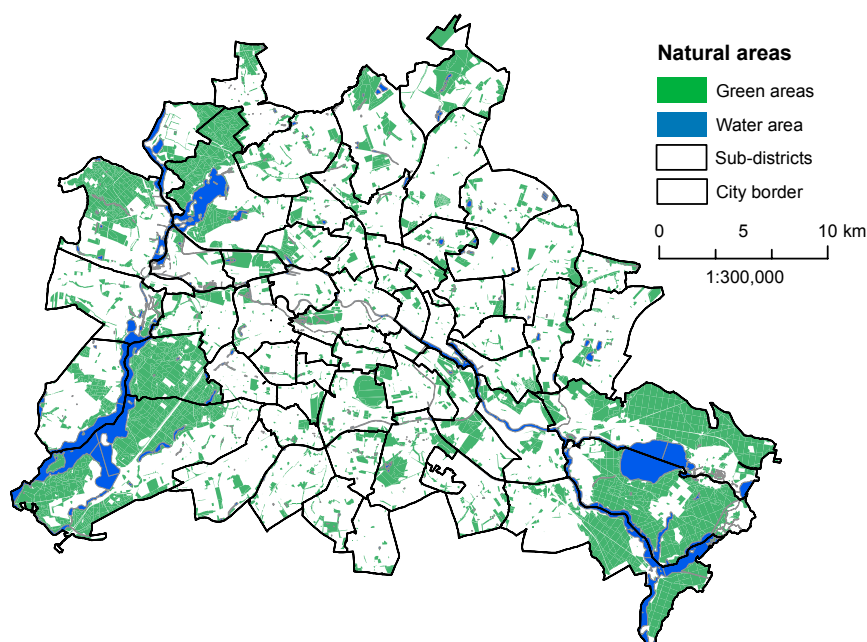 Natural areas
Green areas
Water area
Sub-districts
City border
0 5 10 km
1:300,000